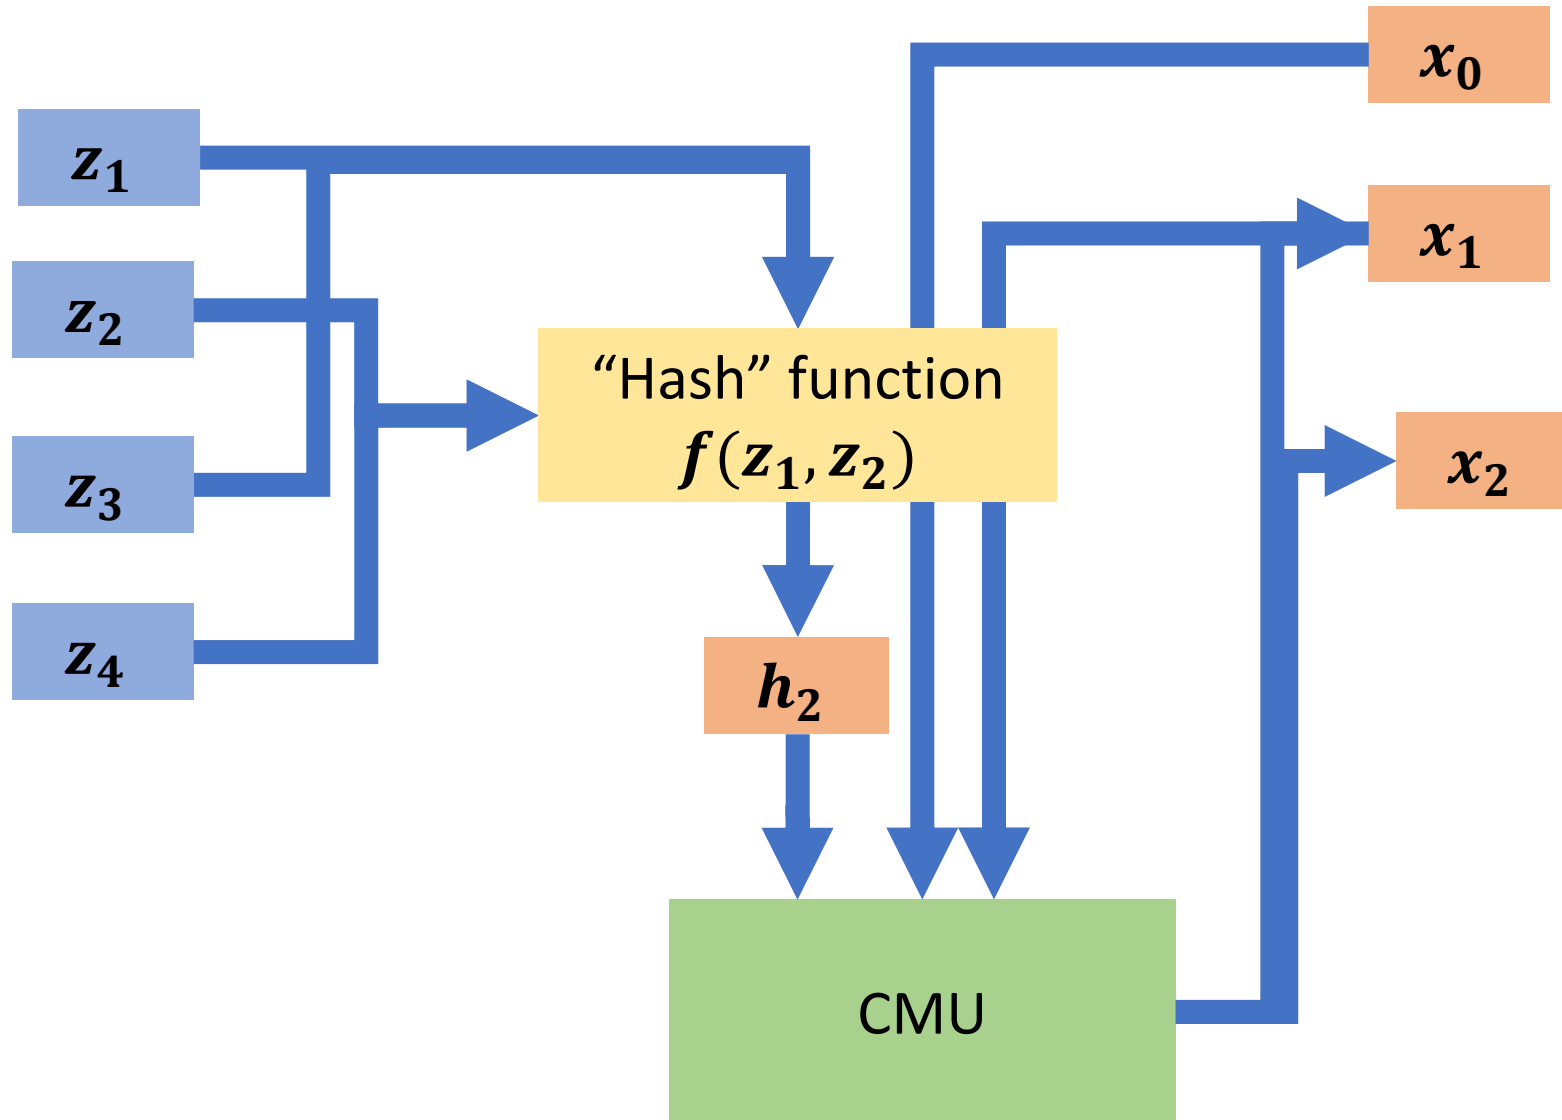 x₀
z₁
x₁
z₂
“Hash” function
f(z₁, z₂)
x₂
z₃
z₄
h₂
CMU